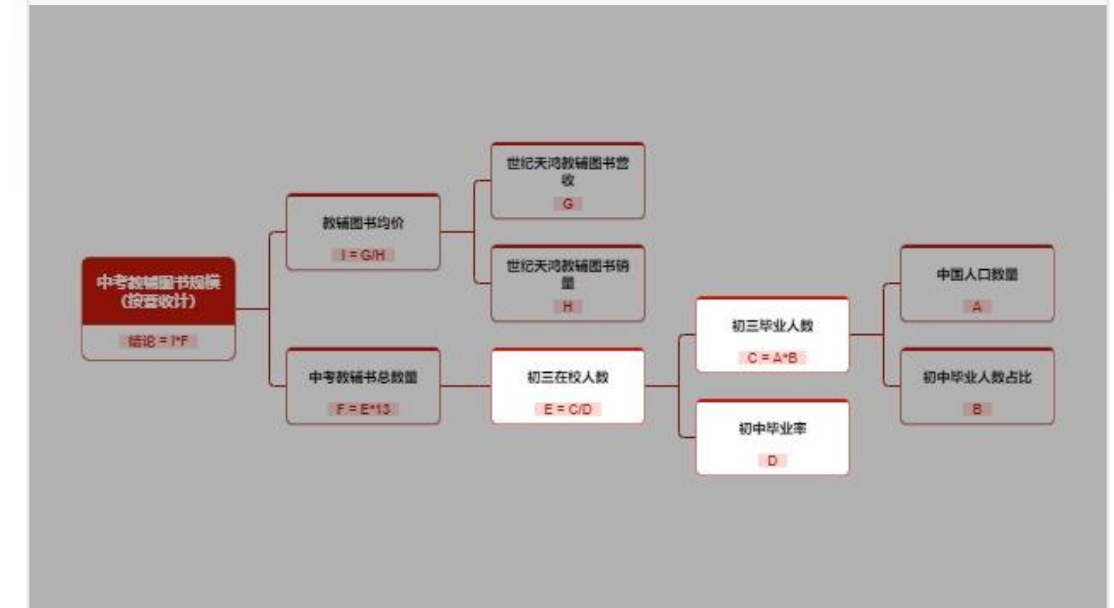 世纪天鸿教辅图书营
收
G
教辅图书均价
I = G/H
世纪天鸿教辅图书销
量
H
中考教辅图书规模
(按营收计)
结论 = I*F
中国人口数量
A
初三毕业人数
C = A*B
中考教辅书总数量
F = E*13
初三在校人数
E = C/D
初中毕业人数占比
B
初中毕业率
D